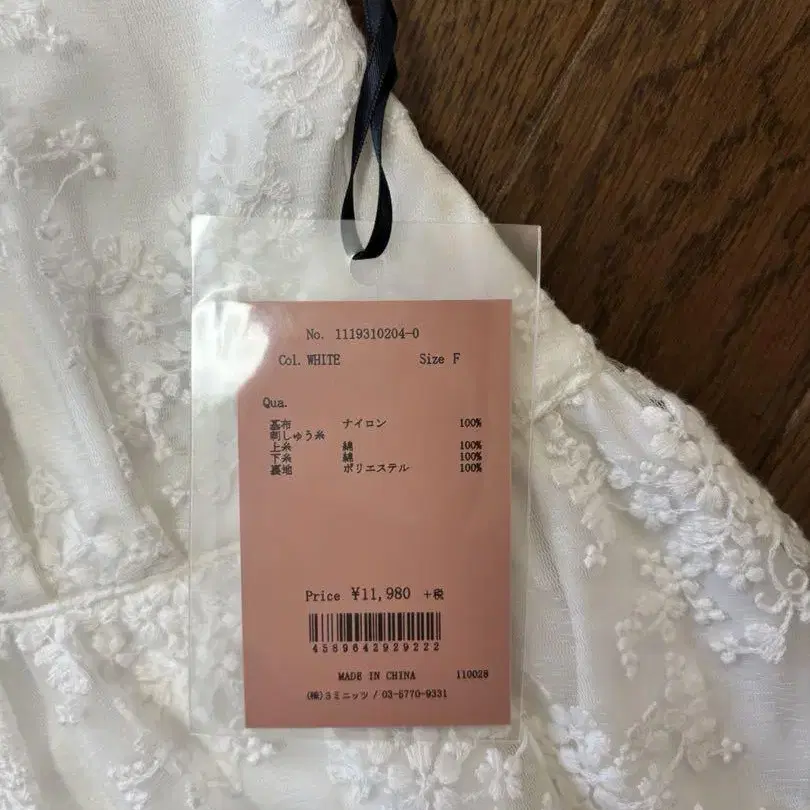 No. 1119310204-0
Col. WHITE Size F
Qua.
基布 ナイロン 100%
刺しゅう糸
上糸 綿 100%
下糸 綿 100%
裏地 ポリエステル 100%
Price ¥11,980 +税
4589642929222
MADE IN CHINA 110028
(株)3ミニッツ / 03-5770-9331